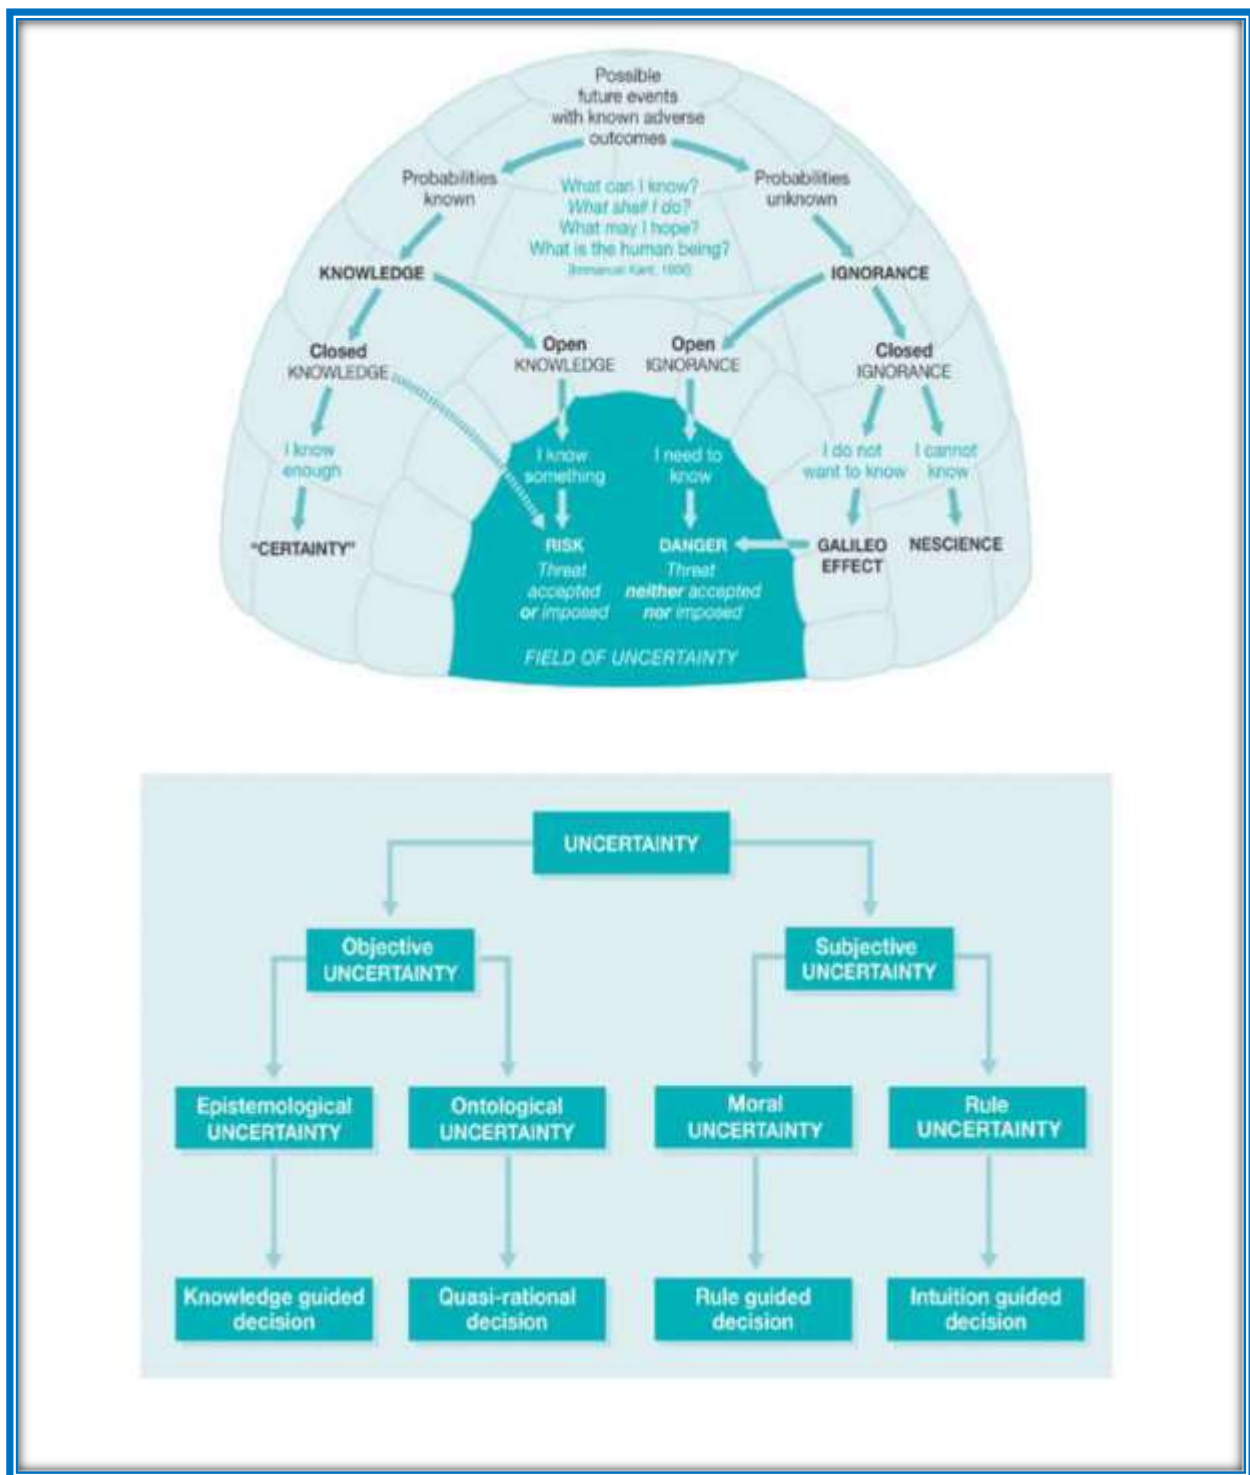 Possible
future events
with known adverse
outcomes
Probabilities
known
What can I know?
What shall I do?
What may I hope?
What is the human being?
Probabilities
unknown
KNOWLEDGE
IGNORANCE
Closed
KNOWLEDGE
Open
KNOWLEDGE
Open
IGNORANCE
Closed
IGNORANCE
I know
enough
I know
something
I need to
know
I do not
want to know
I cannot
know
"CERTAINTY"
RISK
Threat
accepted
or imposed
DANGER
Threat
neither accepted
nor imposed
GALILEO
EFFECT
NESCIENCE
FIELD OF UNCERTAINTY
UNCERTAINTY
Objective
UNCERTAINTY
Subjective
UNCERTAINTY
Epistemological
UNCERTAINTY
Ontological
UNCERTAINTY
Moral
UNCERTAINTY
Rule
UNCERTAINTY
Knowledge guided
decision
Quasi-rational
decision
Rule guided
decision
Intuition guided
decision